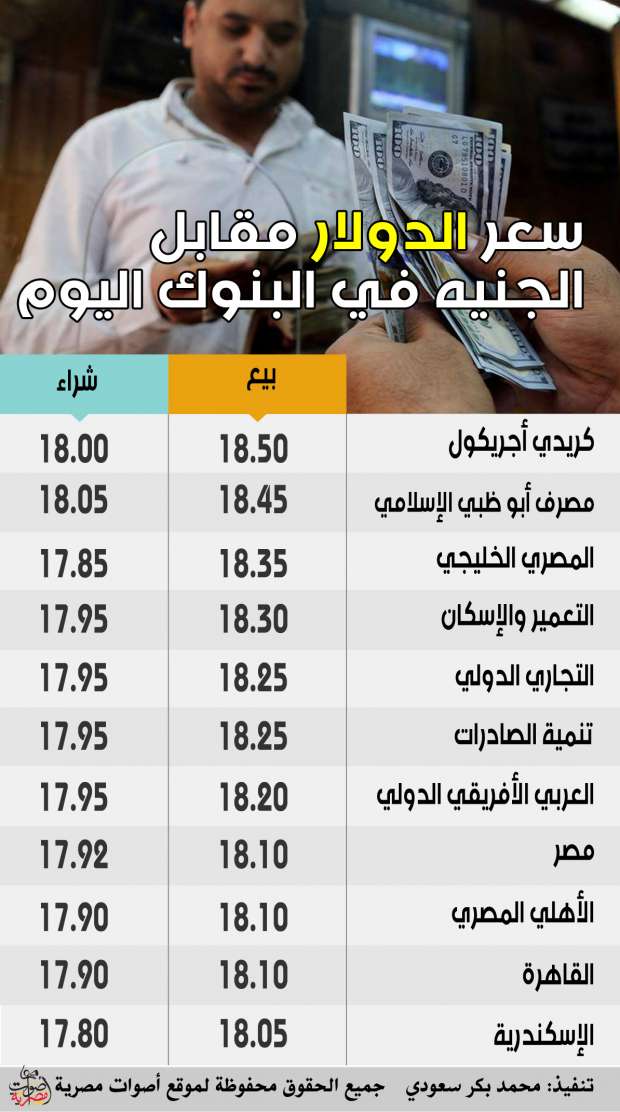 سعر الدولار مقابل
الجنيه في البنوك اليوم
بيع شراء
كريدي أجريكول 18.50 18.00
مصرف أبو ظبي الإسلامي 18.45 18.05
المصري الخليجي 18.35 17.85
التعمير والإسكان 18.30 17.95
التجاري الدولي 18.25 17.95
تنمية الصادرات 18.25 17.95
العربي الأفريقي الدولي 18.20 17.95
مصر 18.10 17.92
الأهلي المصري 18.10 17.90
القاهرة 18.10 17.90
الإسكندرية 18.05 17.80
تنفيذ: محمد بكر سعودي جميع الحقوق محفوظة لموقع أصوات مصرية
أصوات مصرية